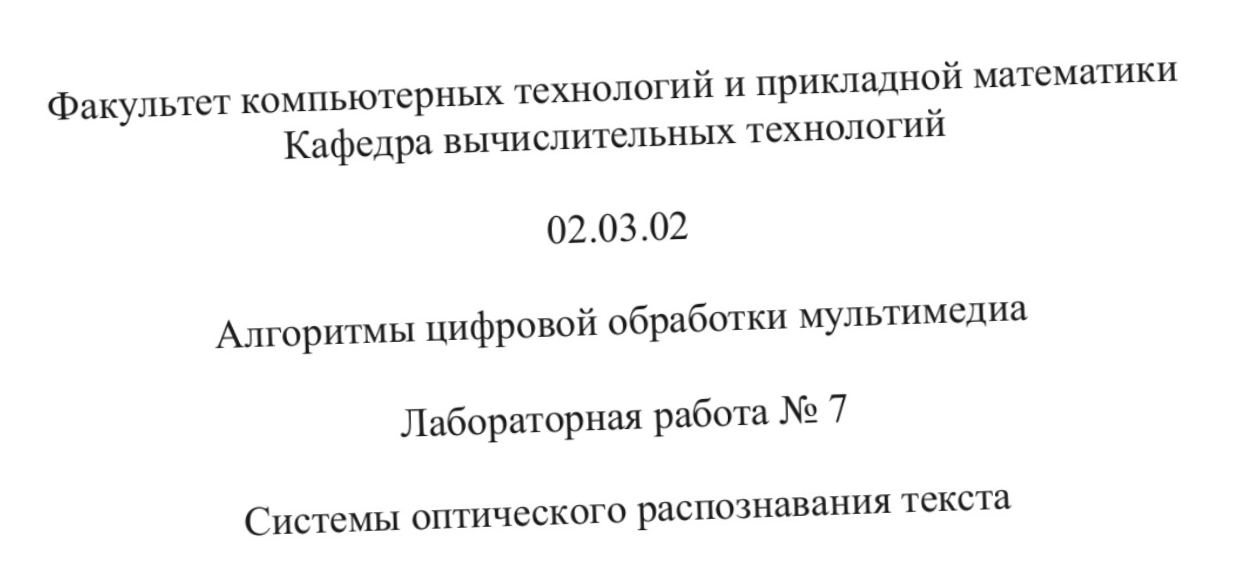 Факультет компьютерных технологий и прикладной математики
Кафедра вычислительных технологий
02.03.02
Алгоритмы цифровой обработки мультимедиа
Лабораторная работа № 7
Системы оптического распознавания текста